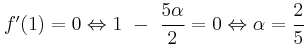 f′(1) = 0 ⇔ 1 − 5α/2 = 0 ⇔ α = 2/5